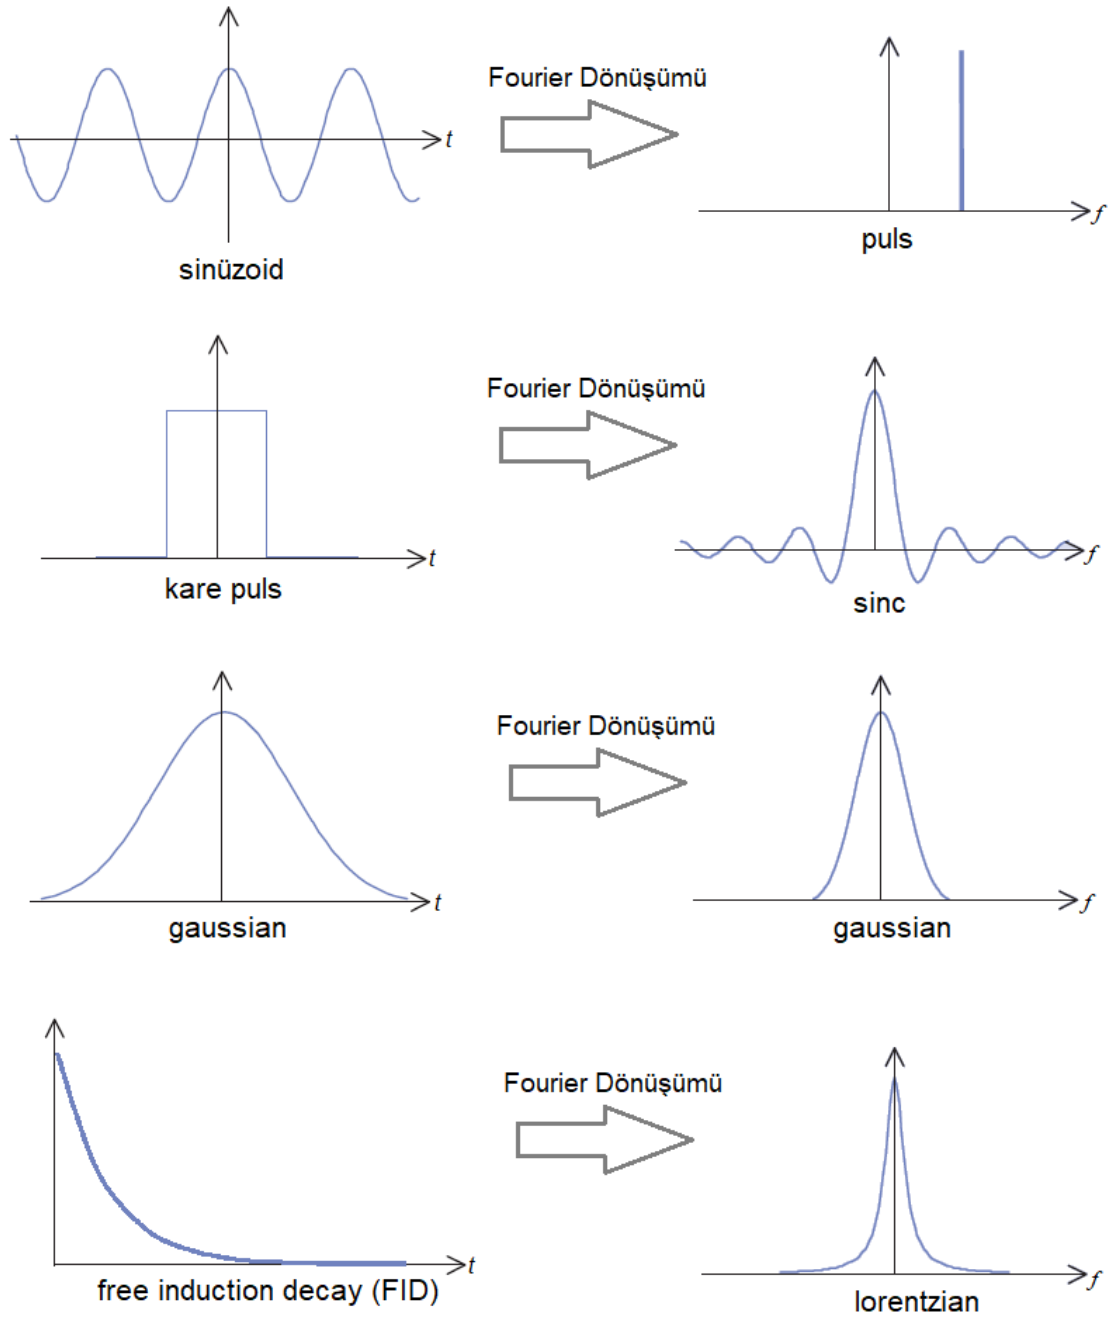 Fourier Dönüşümü
t
f
sinüzoid
puls
Fourier Dönüşümü
t
f
kare puls
sinc
Fourier Dönüşümü
t
f
gaussian
gaussian
Fourier Dönüşümü
t
f
free induction decay (FID)
lorentzian